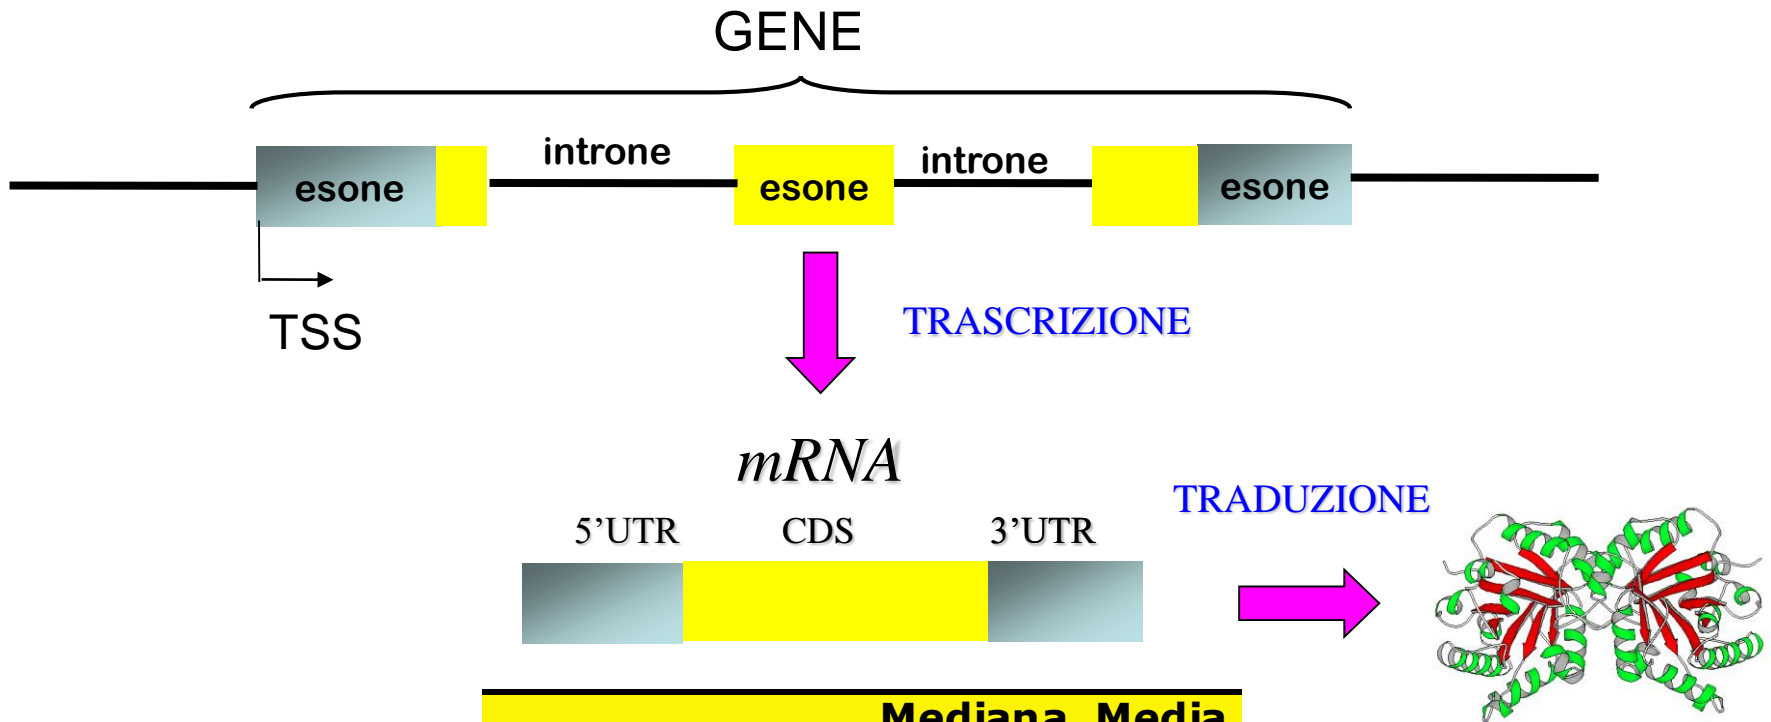 GENE
introne
introne
esone
esone
esone
TSS
TRASCRIZIONE
mRNA
TRADUZIONE
5’UTR CDS 3’UTR
Mediana Media